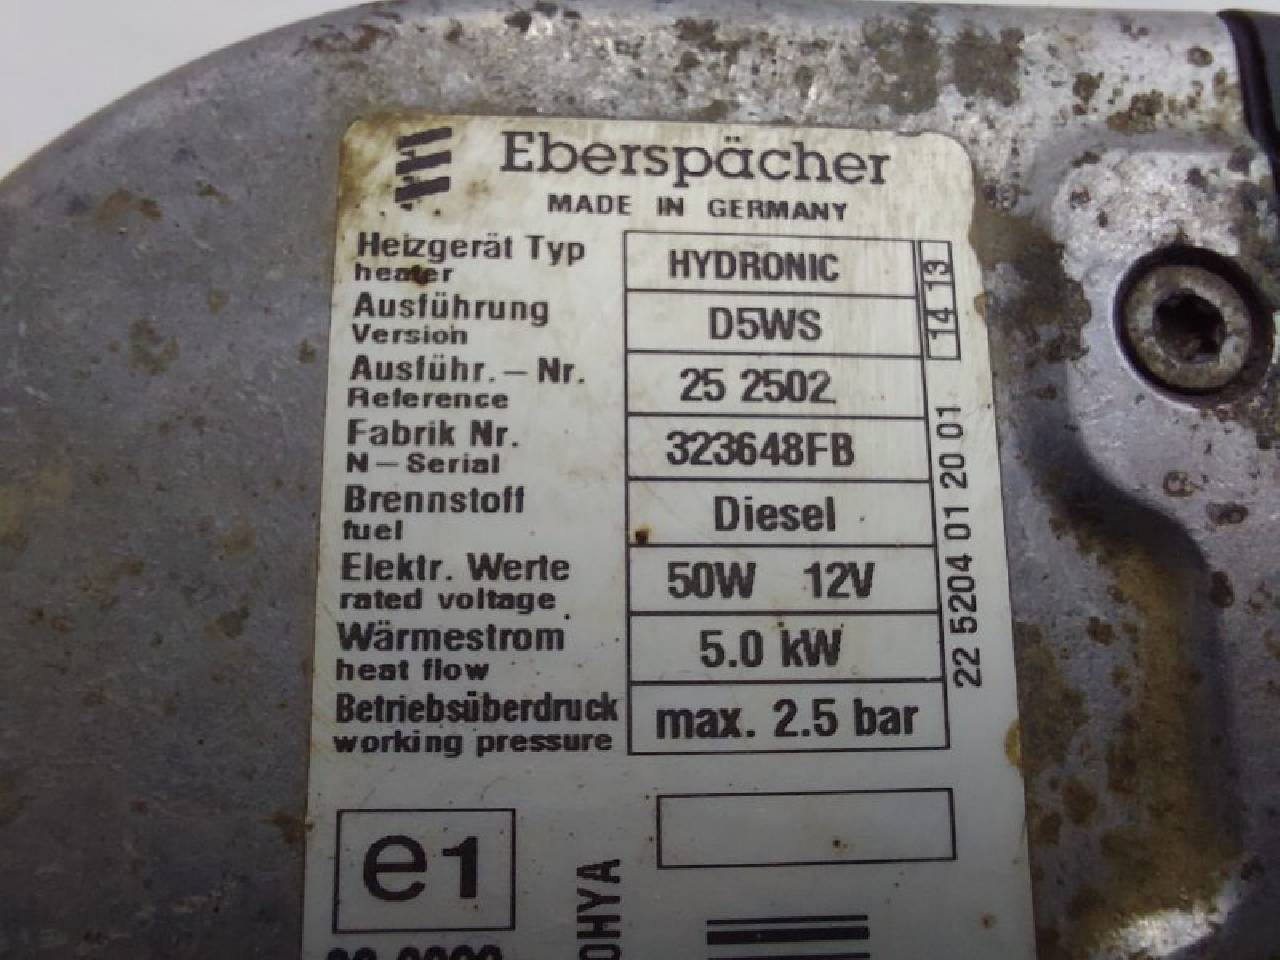 Eberspächer
MADE IN GERMANY
Heizgerät Typ
heater
HYDRONIC
Ausführung
Version
D5WS
Ausführ. – Nr.
Reference
25 2502
Fabrik Nr.
N – Serial
323648FB
Brennstoff
fuel
Diesel
Elektr. Werte
rated voltage
50W 12V
Wärmestrom
heat flow
5.0 kW
Betriebsüberdruck
working pressure
max. 2.5 bar
14 13
22 5204 01 20 01
e1